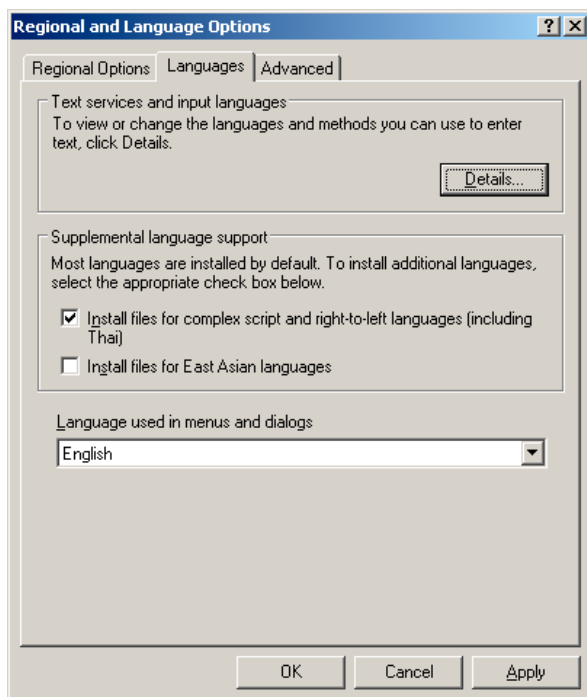 Regional and Language Options
Regional Options Languages Advanced
Text services and input languages
To view or change the languages and methods you can use to enter
text, click Details.
Details...
Supplemental language support
Most languages are installed by default. To install additional languages,
select the appropriate check box below.
Install files for complex script and right-to-left languages (including
Thai)
Install files for East Asian languages
Language used in menus and dialogs
English
OK Cancel Apply